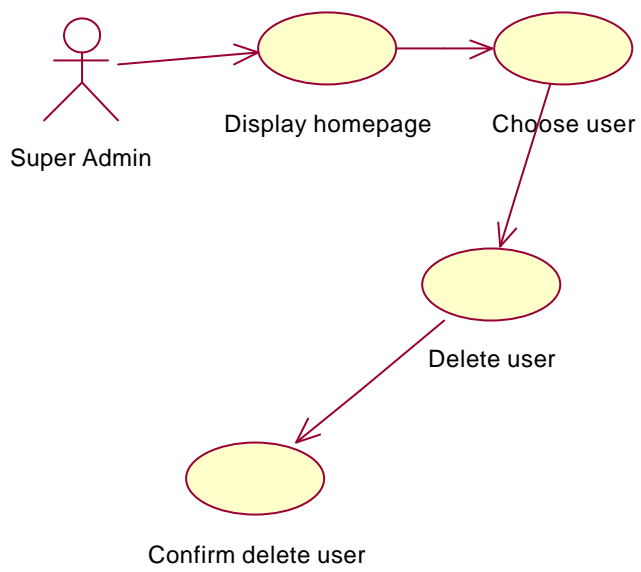 Display homepage
Choose user
Super Admin
Delete user
Confirm delete user